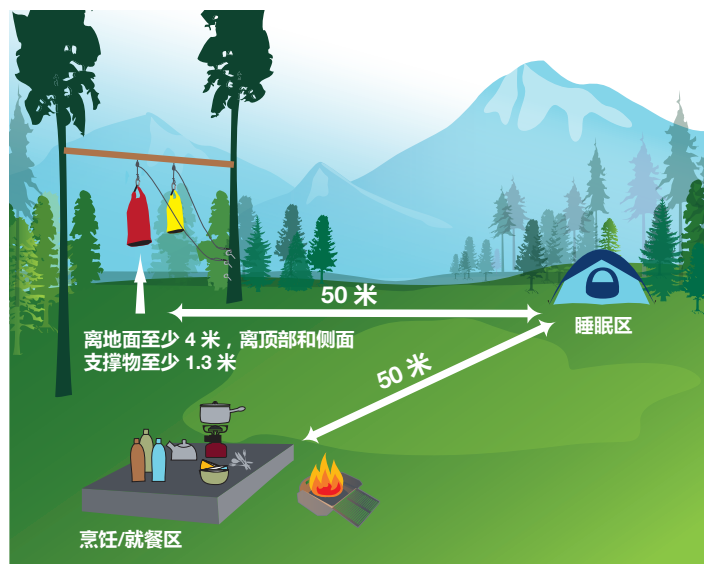 50 米
离地面至少 4 米，离顶部和侧面
支撑物至少 1.3 米
睡眠区
50 米
烹饪/就餐区